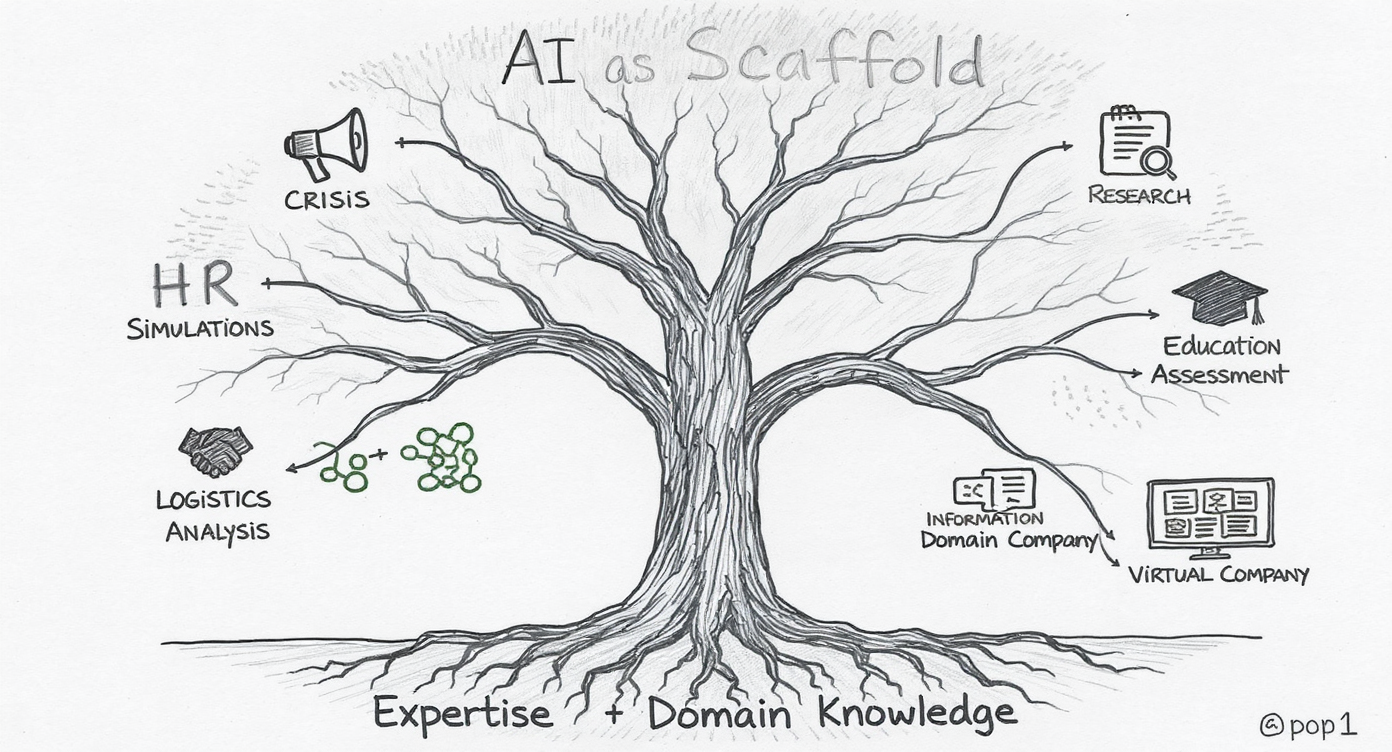 AI as Scaffold
CRISIS
RESEARCH
HR
SIMULATIONS
Education
Assessment
LOGISTICS
ANALYSIS
+
INFORMATION
Domain Company
VIRTUAL COMPANY
Expertise + Domain Knowledge
@pop1